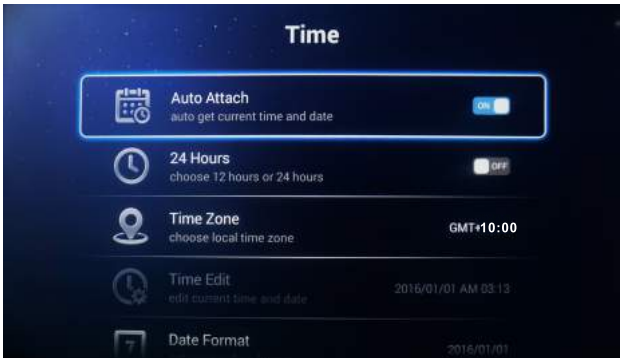 Time
Auto Attach
ON
auto get current time and date
24 Hours
OFF
choose 12 hours or 24 hours
Time Zone
GMT+10:00
choose local time zone
Time Edit
2016/01/01 AM 03:13
edit current time and date
7
Date Format
2016/01/01